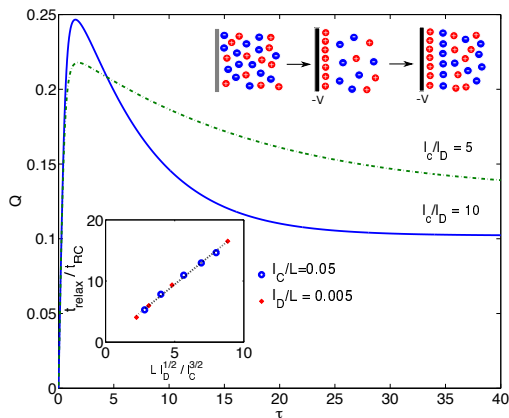 0.25
0.2
0.15
0.1
0.05
0
Q
0
5
10
15
20
25
30
35
40
τ
-V
-V
l_c/l_D = 5
l_c/l_D = 10
20
10
0
t_relax / t_RC
0
5
10
L l_D^1/2 / l_C^3/2
l_C/L=0.05
l_D/L = 0.005